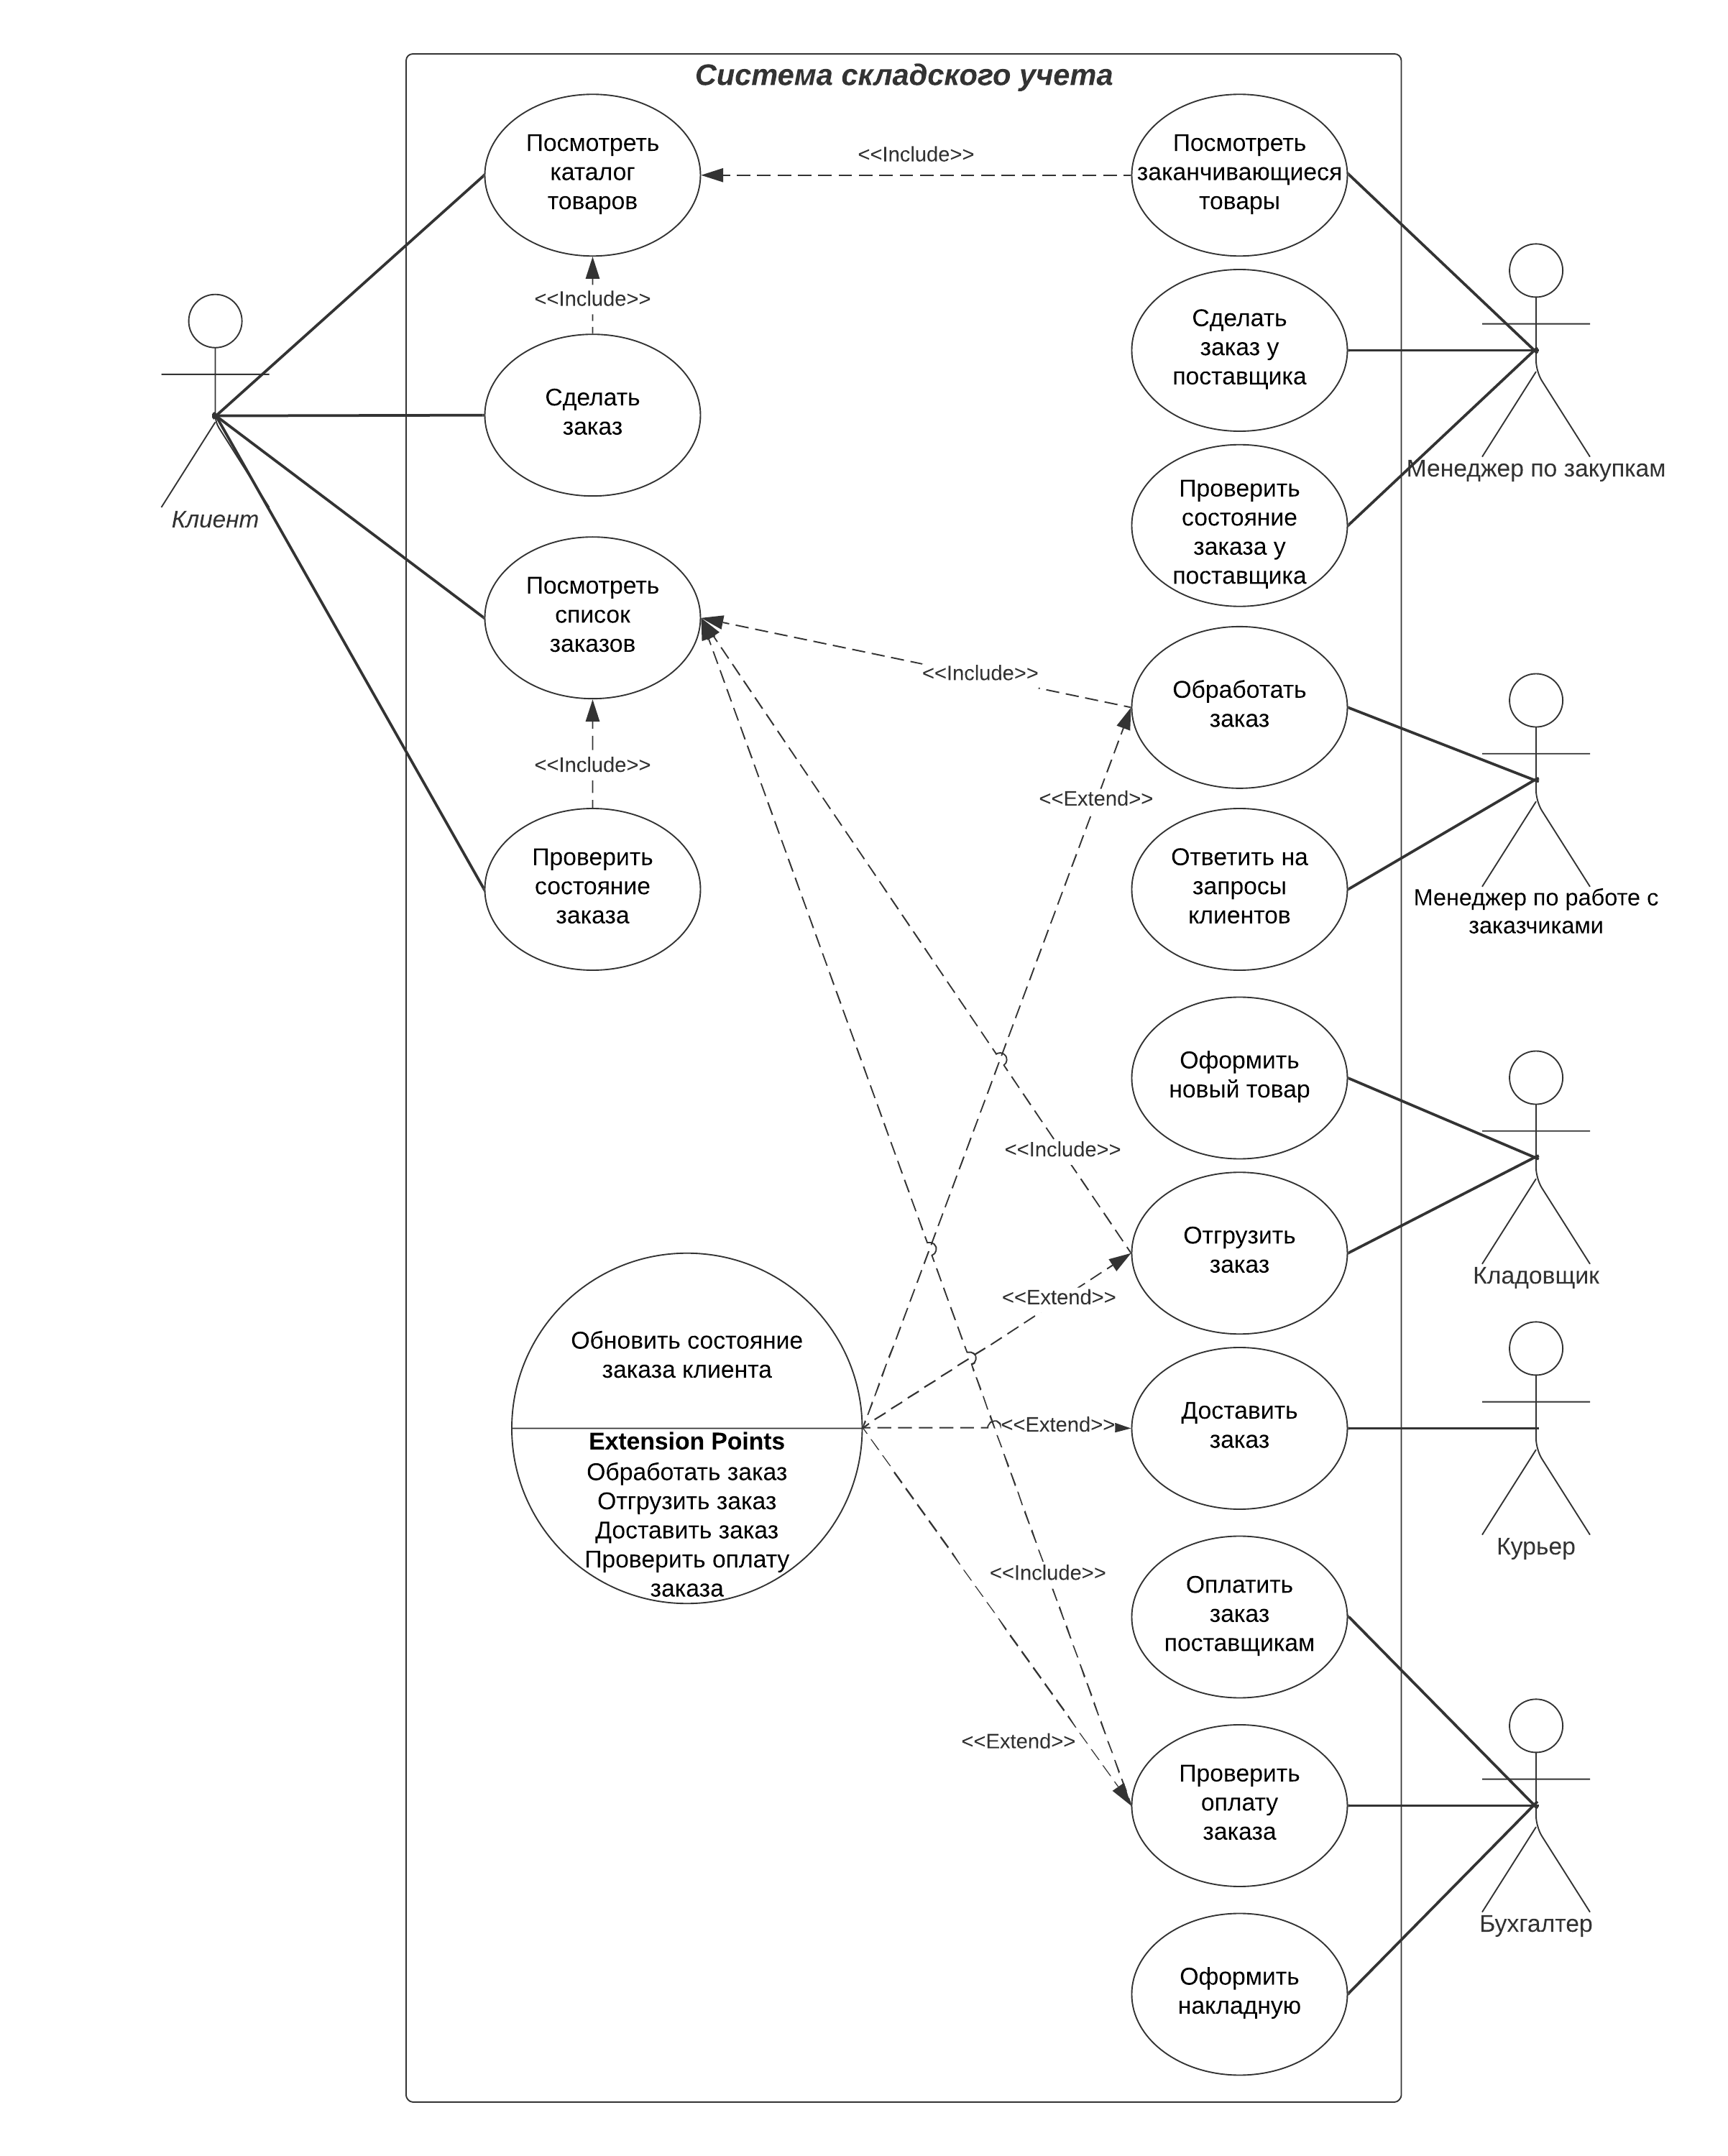 Система складского учета
Посмотреть
каталог
товаров
<<Include>>
Посмотреть
заканчивающиеся
товары
<<Include>>
Сделать
заказ у
поставщика
Сделать
заказ
Клиент
Менеджер по закупкам
Проверить
состояние
заказа у
поставщика
Посмотреть
список
заказов
<<Include>>
Обработать
заказ
<<Include>>
<<Extend>>
Проверить
состояние
заказа
Ответить на
запросы
клиентов
Менеджер по работе с
заказчиками
Оформить
новый товар
<<Include>>
Отгрузить
заказ
Кладовщик
<<Extend>>
Обновить состояние
заказа клиента
Extension Points
Обработать заказ
Отгрузить заказ
Доставить заказ
Проверить оплату
заказа
<<Extend>>
Доставить
заказ
Курьер
<<Include>>
Оплатить
заказ
поставщикам
<<Extend>>
Проверить
оплату
заказа
Бухгалтер
Оформить
накладную